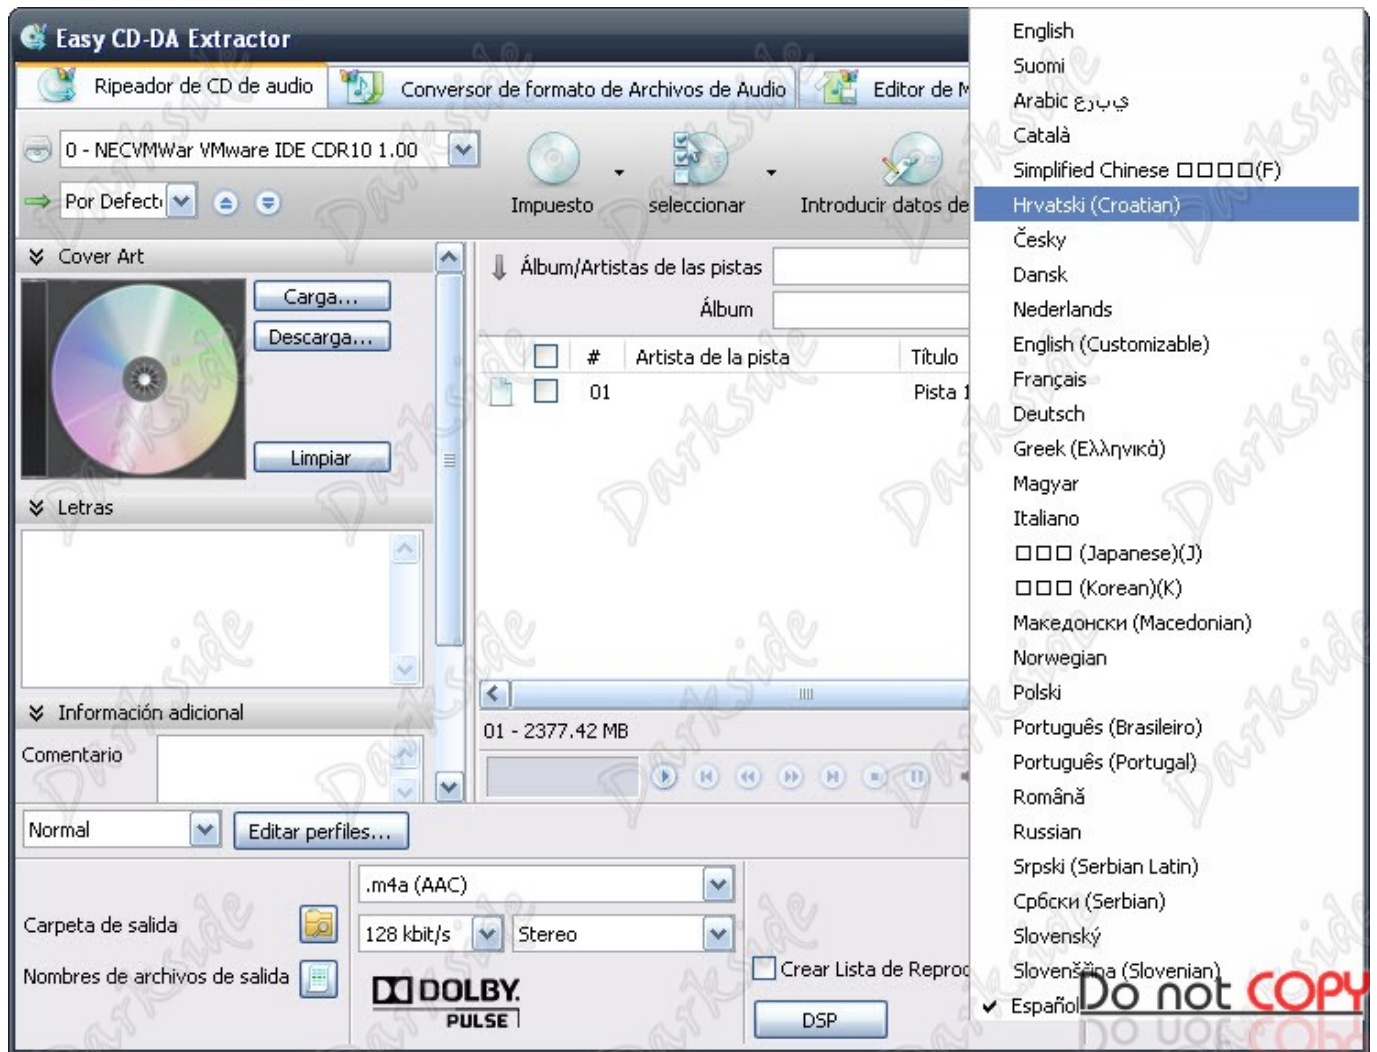 Easy CD-DA Extractor
Ripeador de CD de audio
Conversor de formato de Archivos de Audio
Editor de M
0 - NECVMWar VMware IDE CDR10 1.00
Por Defect
Impuesto
seleccionar
Introducir datos de
Cover Art
Carga...
Descarga...
Limpiar
Letras
Información adicional
Comentario
Álbum/Artistas de las pistas
Álbum
# Artista de la pista Título
01 Pista 1
01 - 2377.42 MB
Normal
Editar perfiles...
Carpeta de salida
Nombres de archivos de salida
.m4a (AAC)
128 kbit/s
Stereo
DOLBY.
PULSE
Crear Lista de Reproc
DSP
English
Suomi
Arabic يبرع
Català
Simplified Chinese □□□□(F)
Hrvatski (Croatian)
Česky
Dansk
Nederlands
English (Customizable)
Français
Deutsch
Greek (Ελληνικά)
Magyar
Italiano
□□□ (Japanese)(J)
□□□ (Korean)(K)
Македонски (Macedonian)
Norwegian
Polski
Português (Brasileiro)
Português (Portugal)
Română
Russian
Srpski (Serbian Latin)
Србски (Serbian)
Slovenský
Slovenščina (Slovenian)
Español
Do not COPY
Darkside